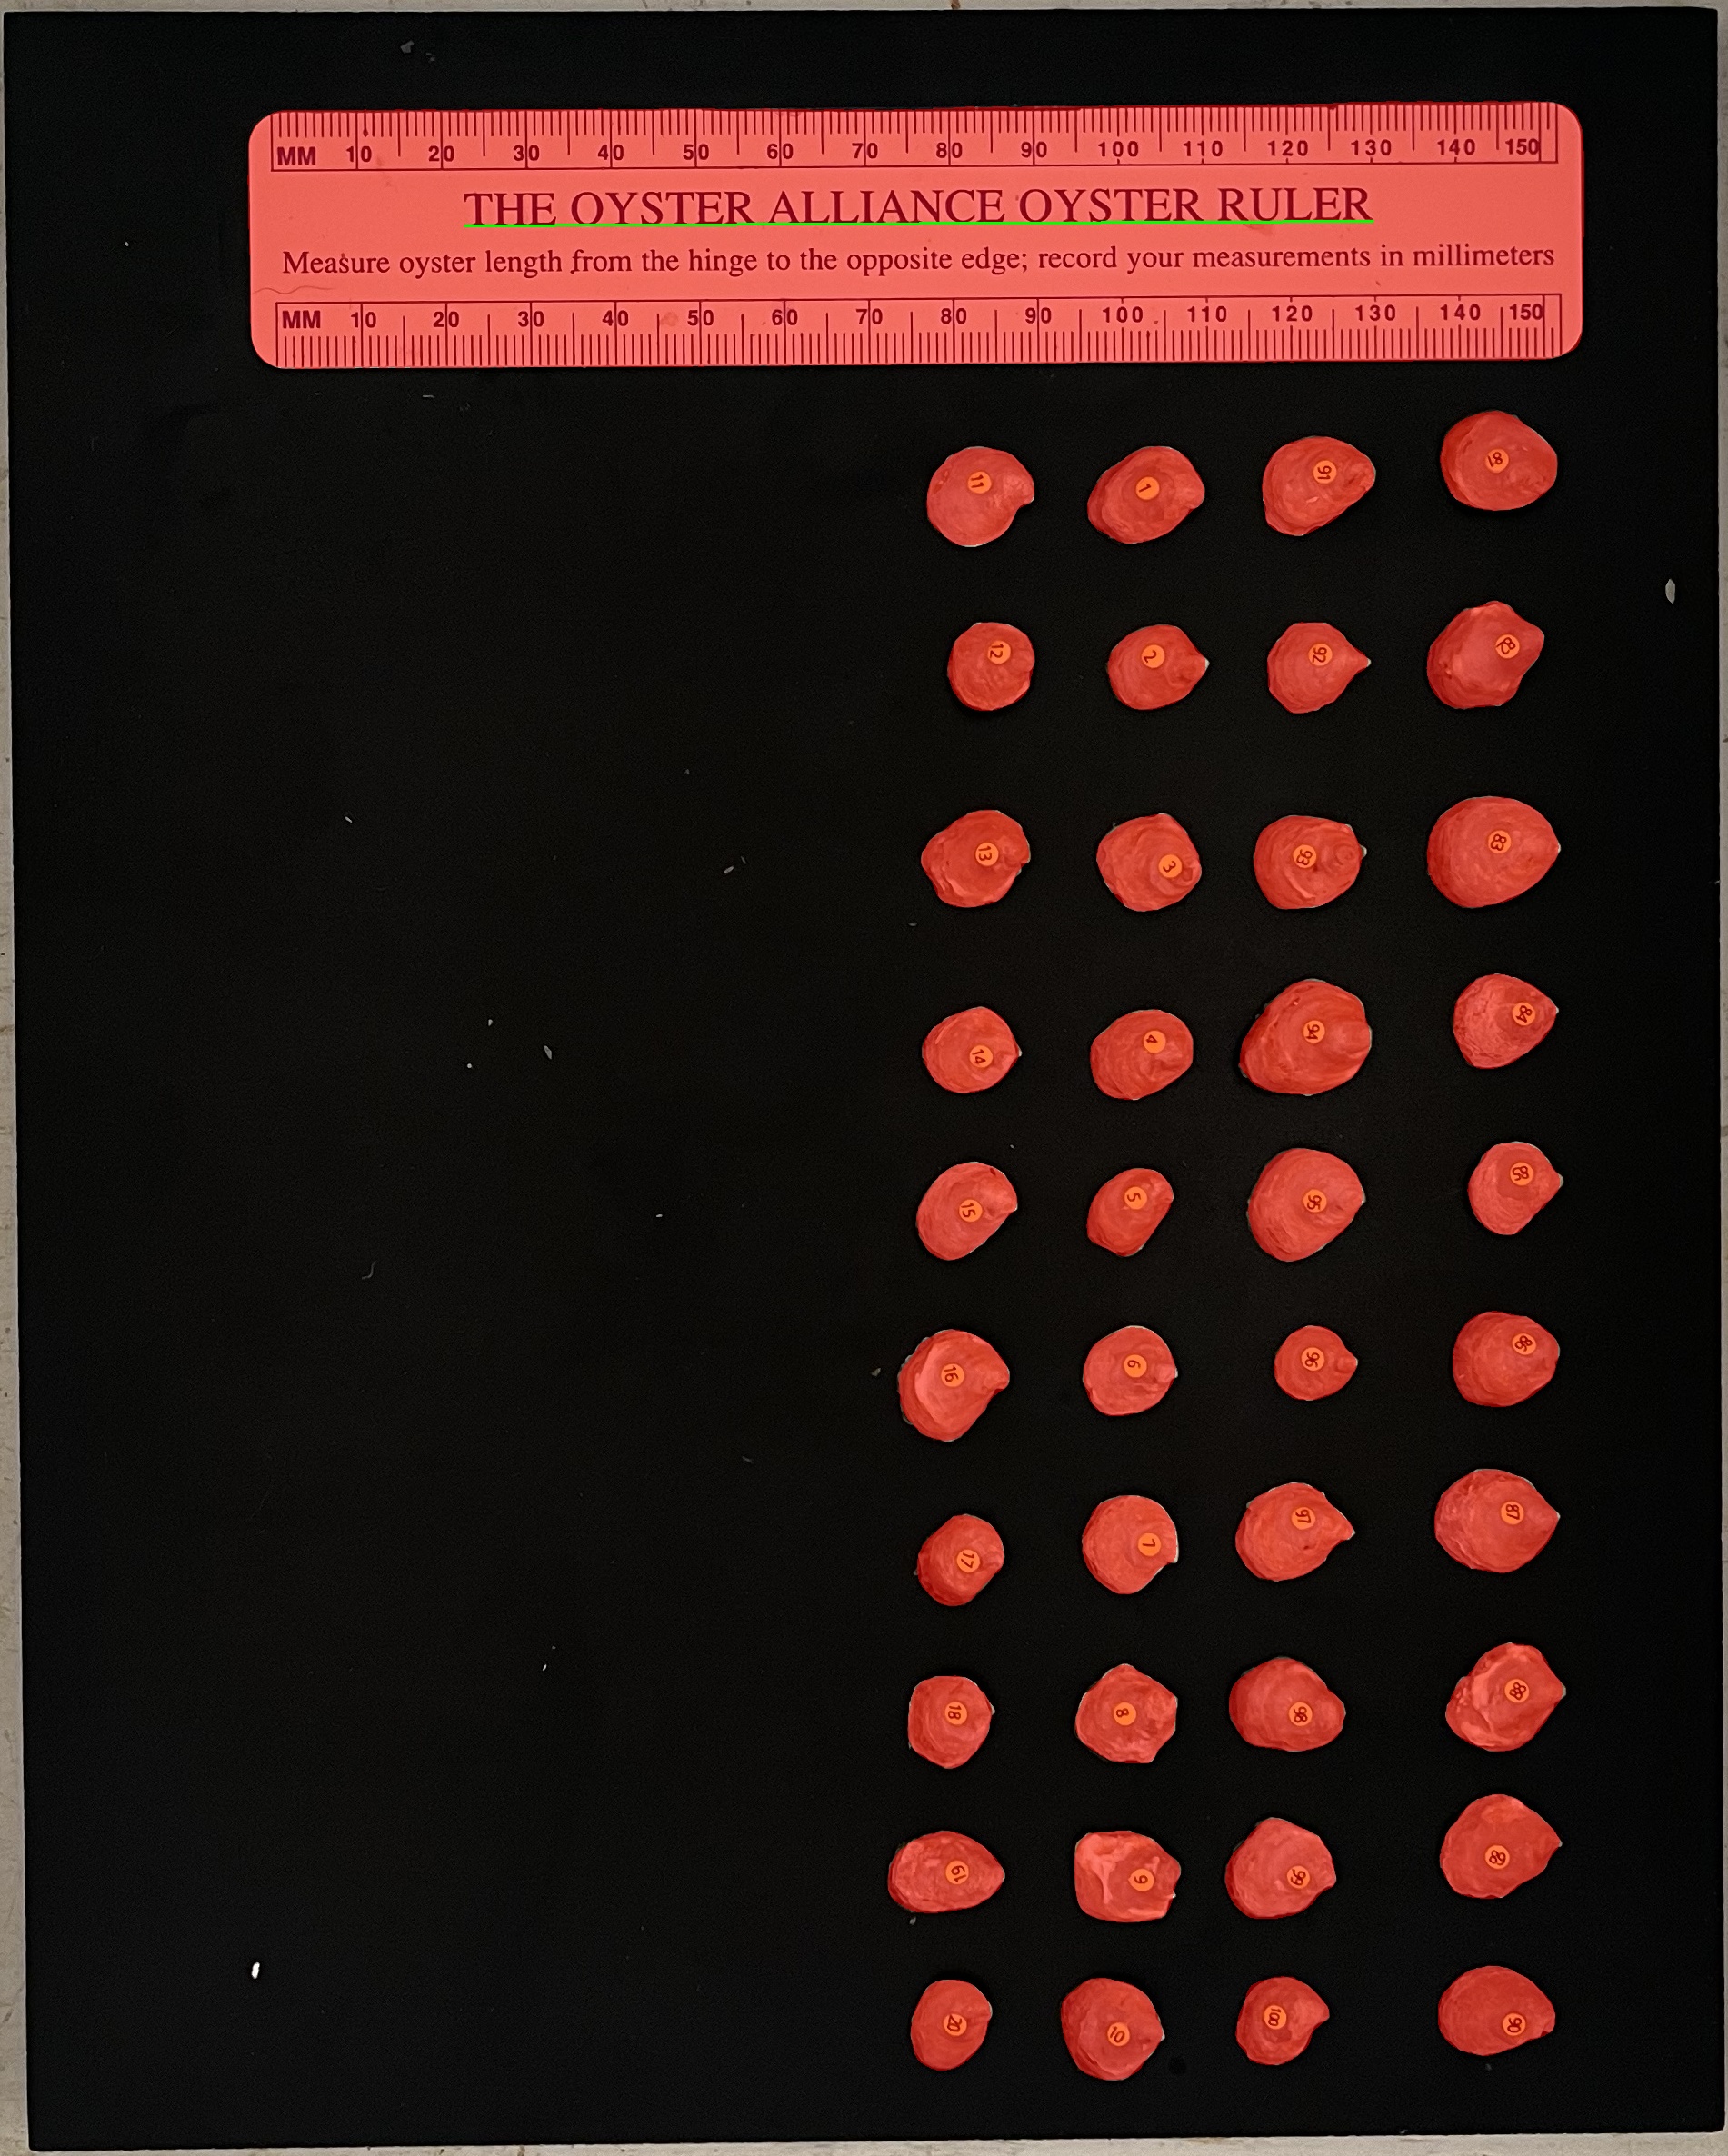 MM 10 20 30 40 50 60 70 80 90 100 110 120 130 140 150
THE OYSTER ALLIANCE OYSTER RULER
Measure oyster length from the hinge to the opposite edge; record your measurements in millimeters
MM 10 20 30 40 50 60 70 80 90 100 110 120 130 140 150
11 1 91 81
12 2 92 82
13 3 93 83
14 4 94 84
15 5 95 85
16 6 96 86
17 7 97 87
18 8 98 88
19 9 99 89
20 10 100 90